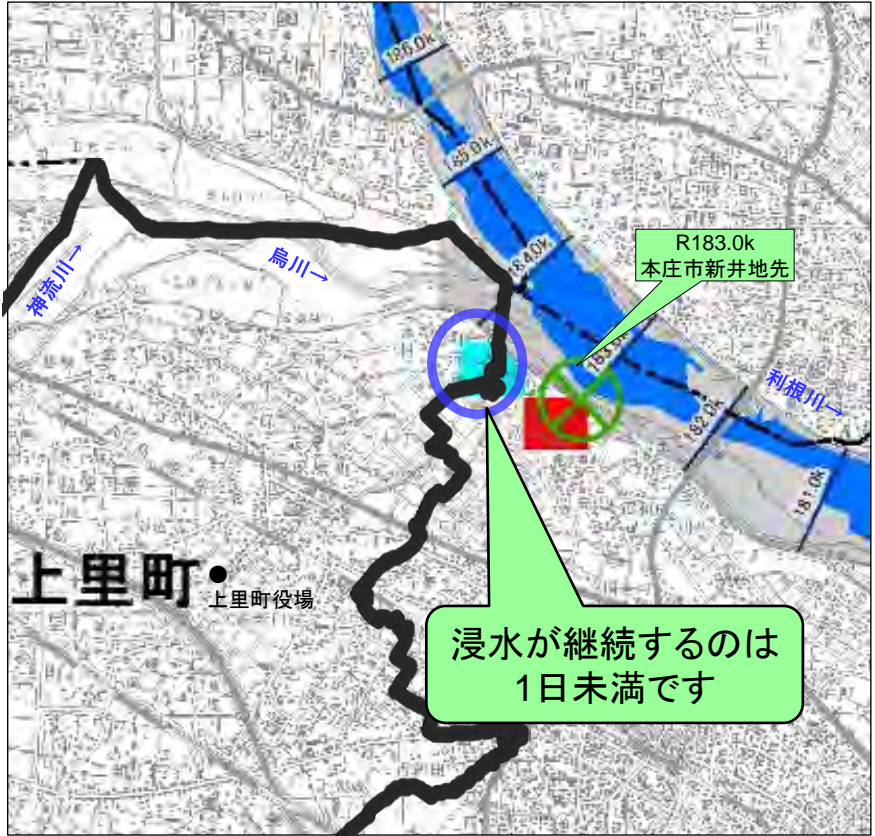 186.0k
185.0k
184.0k
R183.0k
本庄市新井地先
神流川→
烏川→
183.0k
利根川→
182.0k
181.0k
上里町
上里町役場
浸水が継続するのは
1日未満です